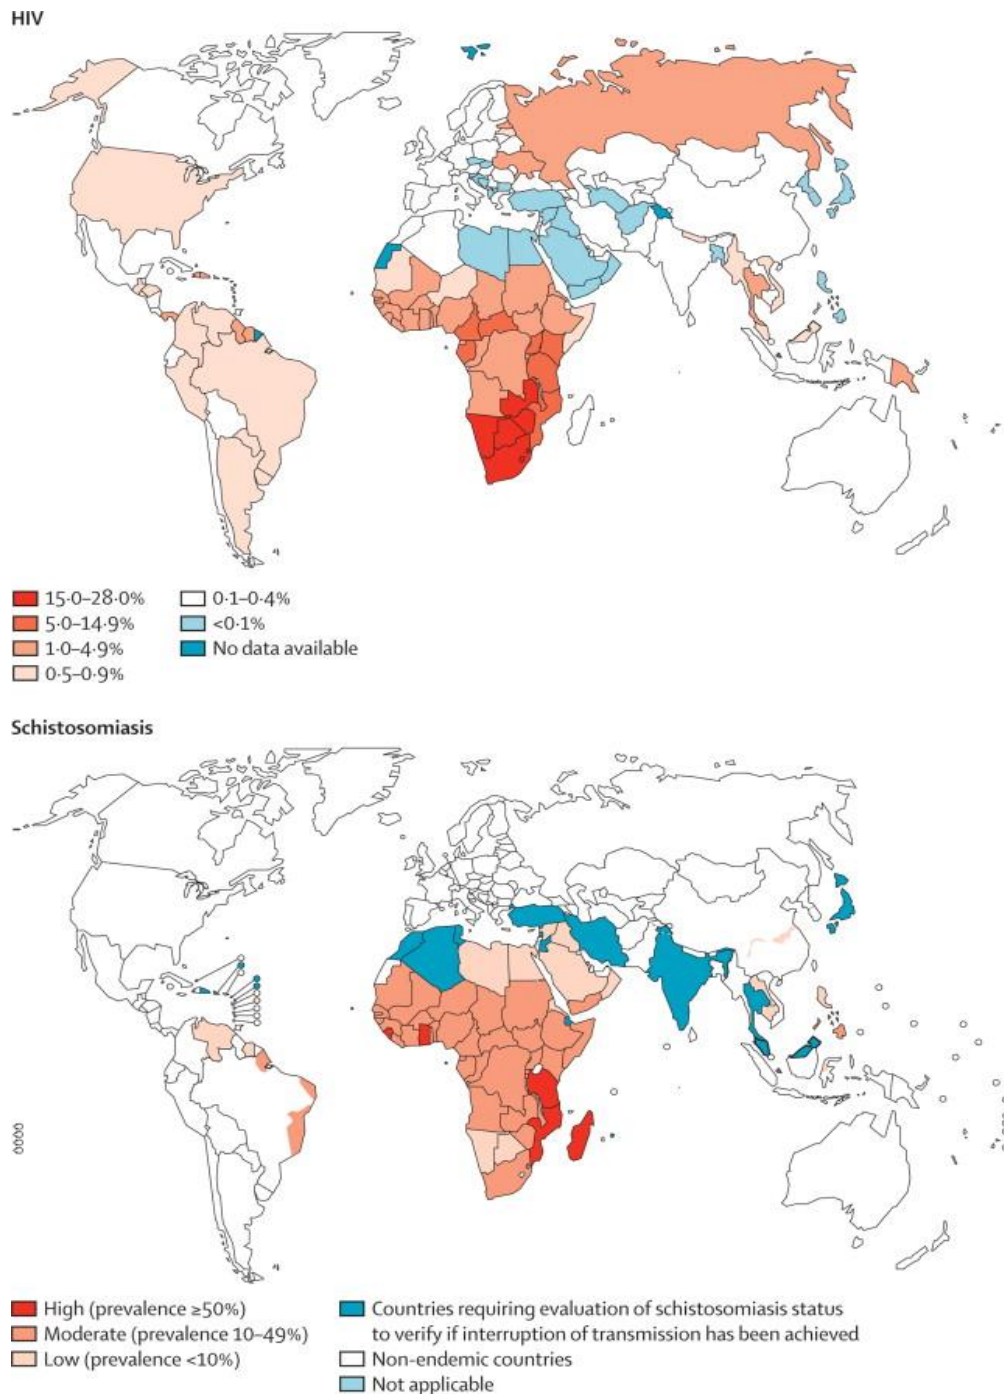 HIV
15·0–28·0%
5·0–14·9%
1·0–4·9%
0·5–0·9%
0·1–0·4%
<0·1%
No data available
Schistosomiasis
High (prevalence ≥50%)
Moderate (prevalence 10–49%)
Low (prevalence <10%)
Countries requiring evaluation of schistosomiasis status
to verify if interruption of transmission has been achieved
Non-endemic countries
Not applicable